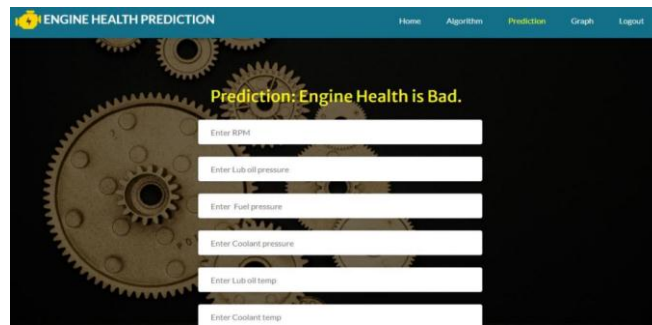 ENGINE HEALTH PREDICTION
Home Algorithm Prediction Graph Logout
Prediction: Engine Health is Bad.
Enter RPM
Enter Lub oil pressure
Enter Fuel pressure
Enter Coolant pressure
Enter Lub oil temp
Enter Coolant temp